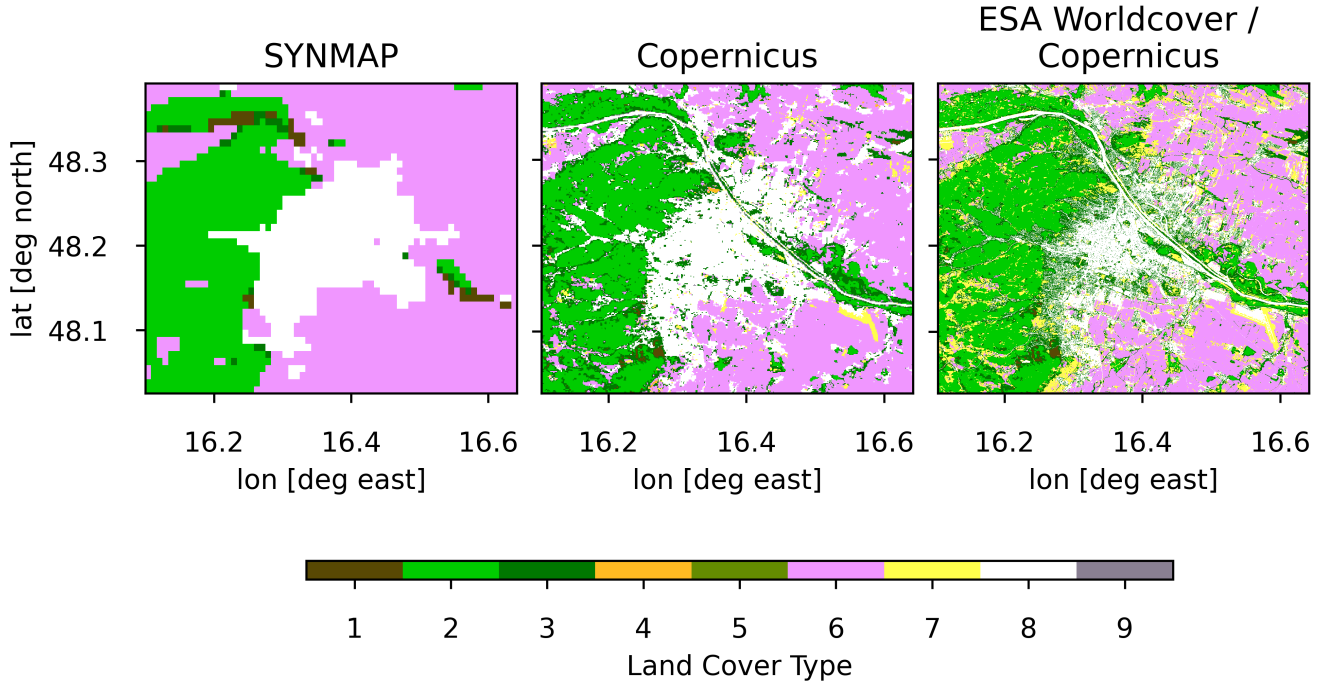 SYNMAP
Copernicus
ESA Worldcover /
Copernicus
lat [deg north]
48.3
48.2
48.1
16.2 16.4 16.6
16.2 16.4 16.6
16.2 16.4 16.6
lon [deg east]
lon [deg east]
lon [deg east]
1 2 3 4 5 6 7 8 9
Land Cover Type